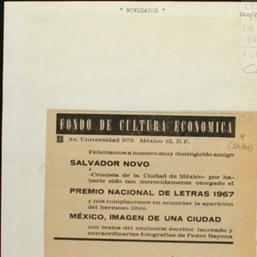 " NOVEDADES "
FONDO DE CULTURA ECONOMICA
Av. Universidad 975 México 12, D.F.
Felicitamos a nuestro muy distinguido amigo
SALVADOR NOVO
-Cronista de la Ciudad de México- por ha-
berle sido tan merecidamente otorgado el
PREMIO NACIONAL DE LETRAS 1967
y nos complacemos en anunciar la aparición
del hermoso libro
MÉXICO, IMAGEN DE UNA CIUDAD
con textos del eminente escritor laureado y
extraordinarias fotografías de Pedro Bayona